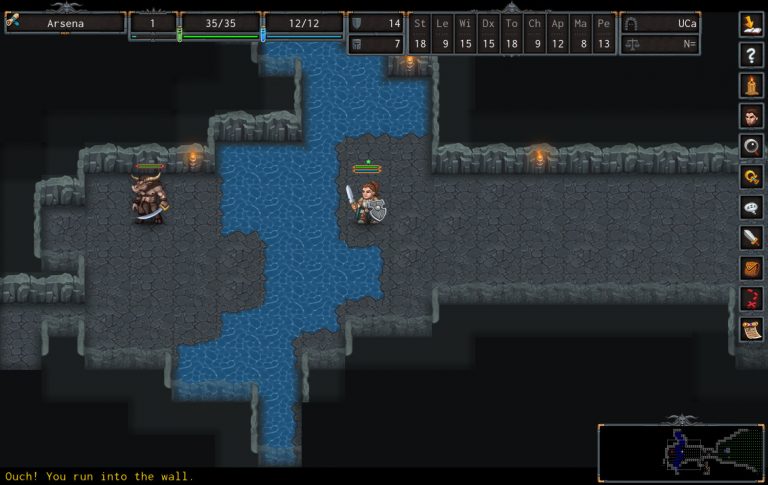 Arsena 1 35/35 12/12 14 St Le Wi Dx To Ch Ap Ma Pe UCa
7 18 9 15 15 18 9 12 8 13 N=
?
Ouch! You run into the wall.